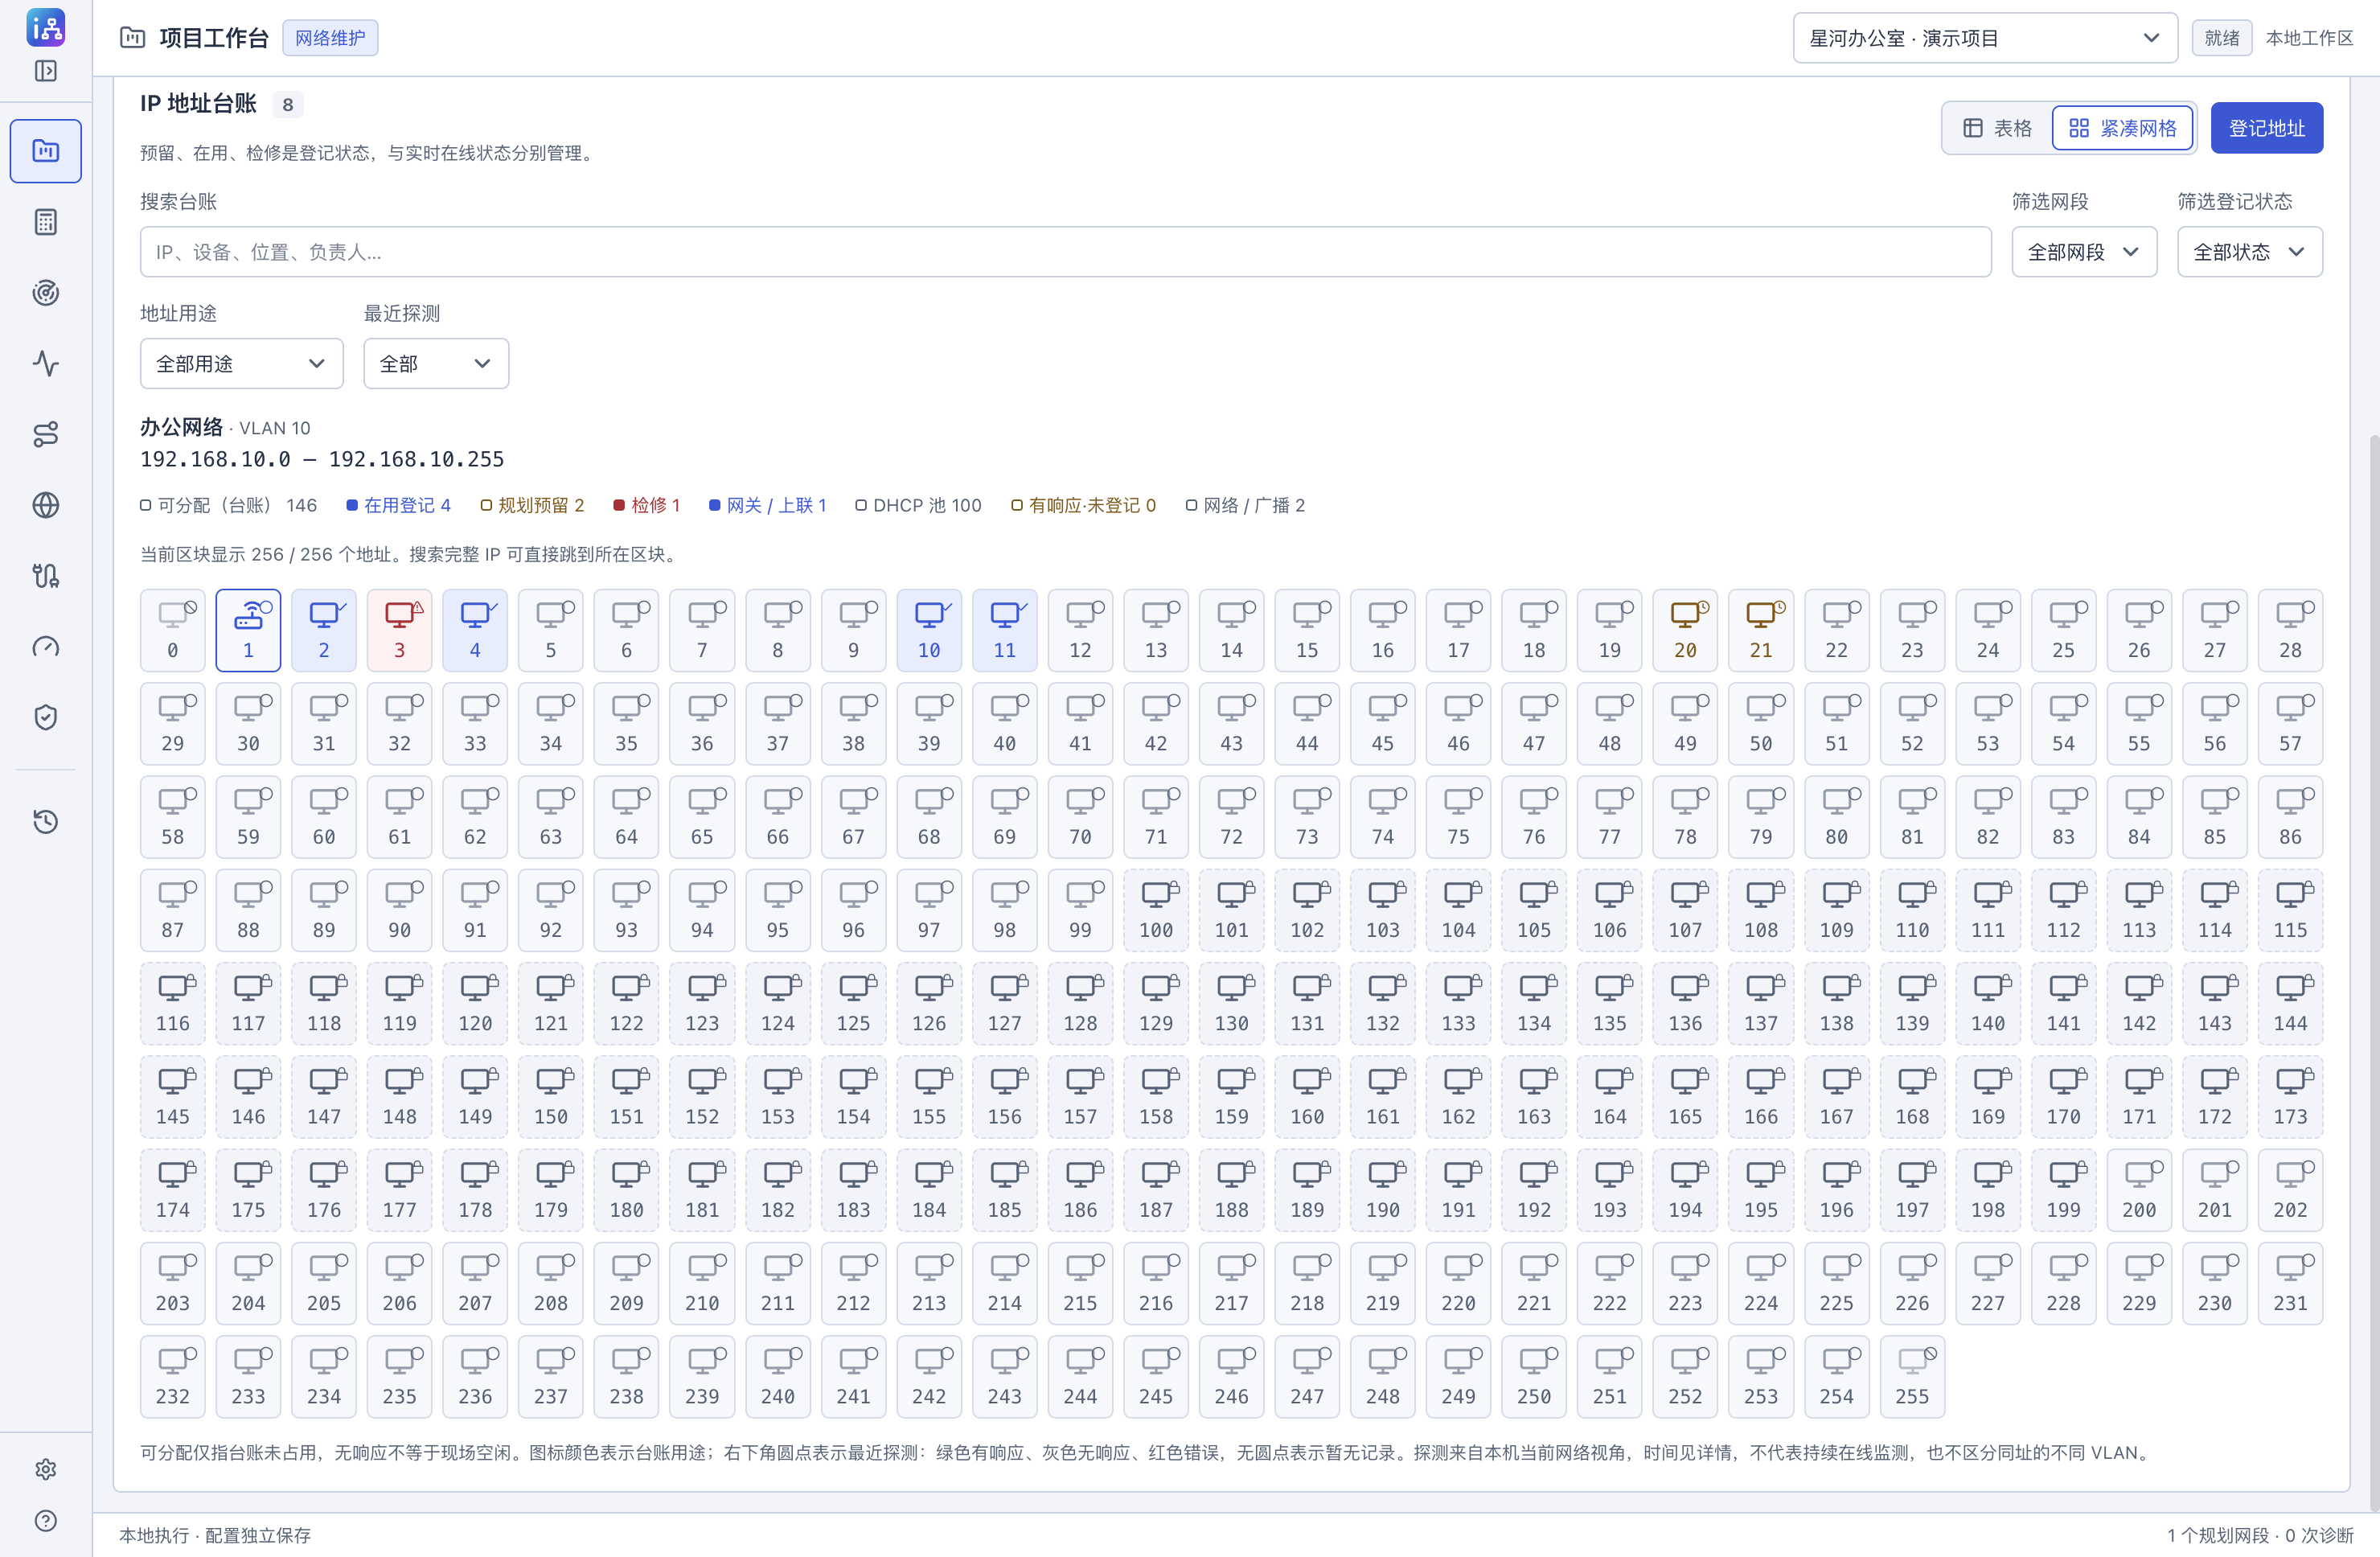 项目工作台
网络维护
星河办公室 · 演示项目
就绪
本地工作区
IP 地址台账 8
预留、在用、检修是登记状态，与实时在线状态分别管理。
表格
紧凑网格
登记地址
搜索台账
筛选网段
筛选登记状态
IP、设备、位置、负责人...
全部网段
全部状态
地址用途
最近探测
全部用途
全部
办公网络 · VLAN 10
192.168.10.0 — 192.168.10.255
可分配（台账） 146 在用登记 4 规划预留 2 检修 1 网关 / 上联 1 DHCP 池 100 有响应·未登记 0 网络 / 广播 2
当前区块显示 256 / 256 个地址。搜索完整 IP 可直接跳到所在区块。
0 1 2 3 4 5 6 7 8 9 10 11 12 13 14 15 16 17 18 19 20 21 22 23 24 25 26 27 28
29 30 31 32 33 34 35 36 37 38 39 40 41 42 43 44 45 46 47 48 49 50 51 52 53 54 55 56 57
58 59 60 61 62 63 64 65 66 67 68 69 70 71 72 73 74 75 76 77 78 79 80 81 82 83 84 85 86
87 88 89 90 91 92 93 94 95 96 97 98 99 100 101 102 103 104 105 106 107 108 109 110 111 112 113 114 115
116 117 118 119 120 121 122 123 124 125 126 127 128 129 130 131 132 133 134 135 136 137 138 139 140 141 142 143 144
145 146 147 148 149 150 151 152 153 154 155 156 157 158 159 160 161 162 163 164 165 166 167 168 169 170 171 172 173
174 175 176 177 178 179 180 181 182 183 184 185 186 187 188 189 190 191 192 193 194 195 196 197 198 199 200 201 202
203 204 205 206 207 208 209 210 211 212 213 214 215 216 217 218 219 220 221 222 223 224 225 226 227 228 229 230 231
232 233 234 235 236 237 238 239 240 241 242 243 244 245 246 247 248 249 250 251 252 253 254 255
可分配仅指台账未占用，无响应不等于现场空闲。图标颜色表示台账用途；右下角圆点表示最近探测：绿色有响应、灰色无响应、红色错误，无圆点表示暂无记录。探测来自本机当前网络视角，时间见详情，不代表持续在线监测，也不区分同址的不同 VLAN。
本地执行 · 配置独立保存
1 个规划网段 · 0 次诊断